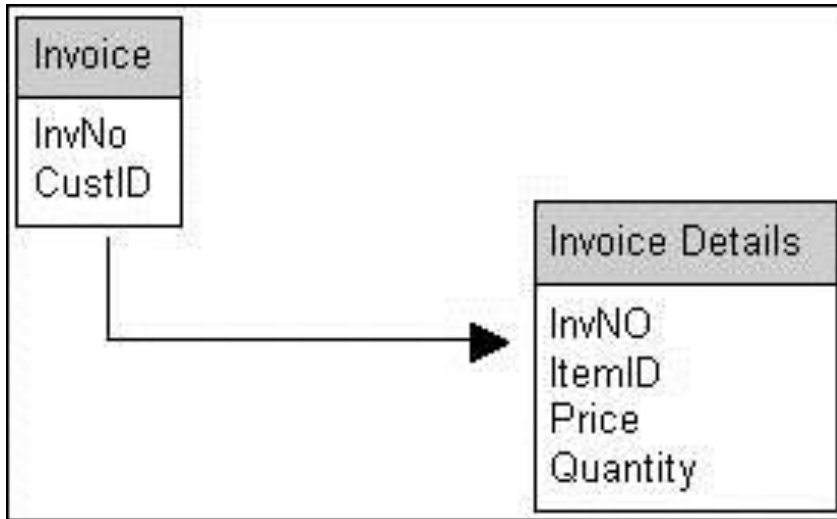 Invoice
InvNo
CustID
Invoice Details
InvNO
ItemID
Price
Quantity